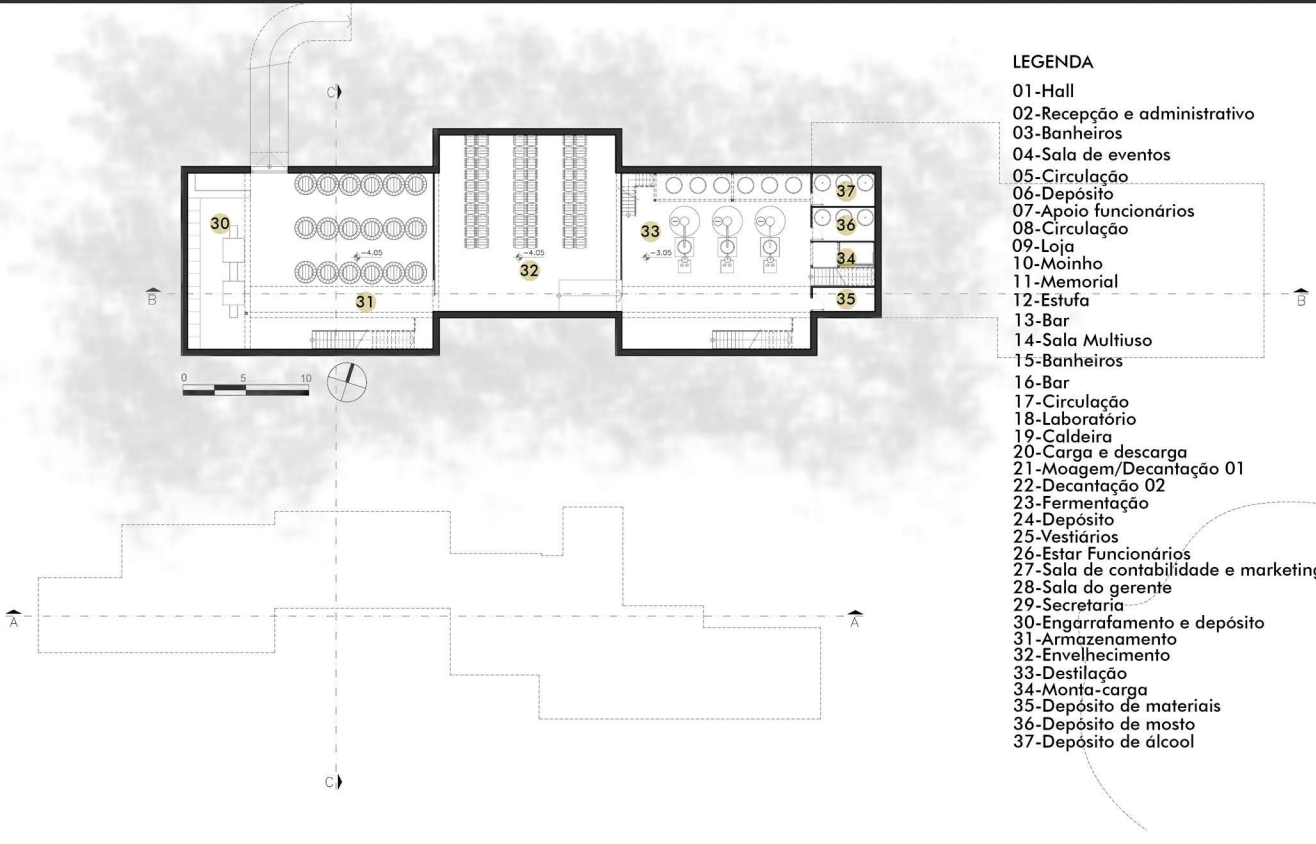 C
30
-4.05
31
-4.05
32
33
-3.05
37
36
34
35
B
B
0 5 10
A
A
C
LEGENDA
01-Hall
02-Recepção e administrativo
03-Banheiros
04-Sala de eventos
05-Circulação
06-Depósito
07-Apoio funcionários
08-Circulação
09-Loja
10-Moinho
11-Memorial
12-Estufa
13-Bar
14-Sala Multiuso
15-Banheiros
16-Bar
17-Circulação
18-Laboratório
19-Caldeira
20-Carga e descarga
21-Moagem/Decantação 01
22-Decantação 02
23-Fermentação
24-Depósito
25-Vestiários
26-Estar Funcionários
27-Sala de contabilidade e marketing
28-Sala do gerente
29-Secretaria
30-Engarrafamento e depósito
31-Armazenamento
32-Envelhecimento
33-Destilação
34-Monta-carga
35-Depósito de materiais
36-Depósito de mosto
37-Depósito de álcool